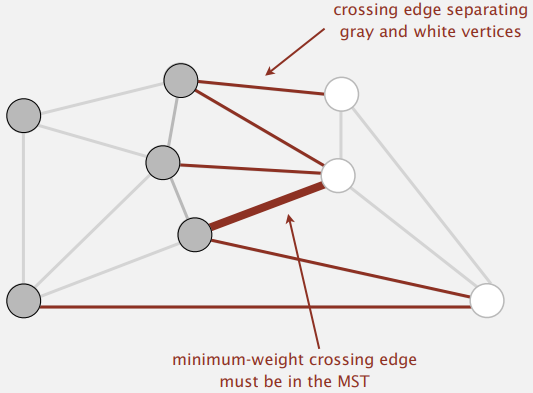 crossing edge separating
gray and white vertices
minimum-weight crossing edge
must be in the MST